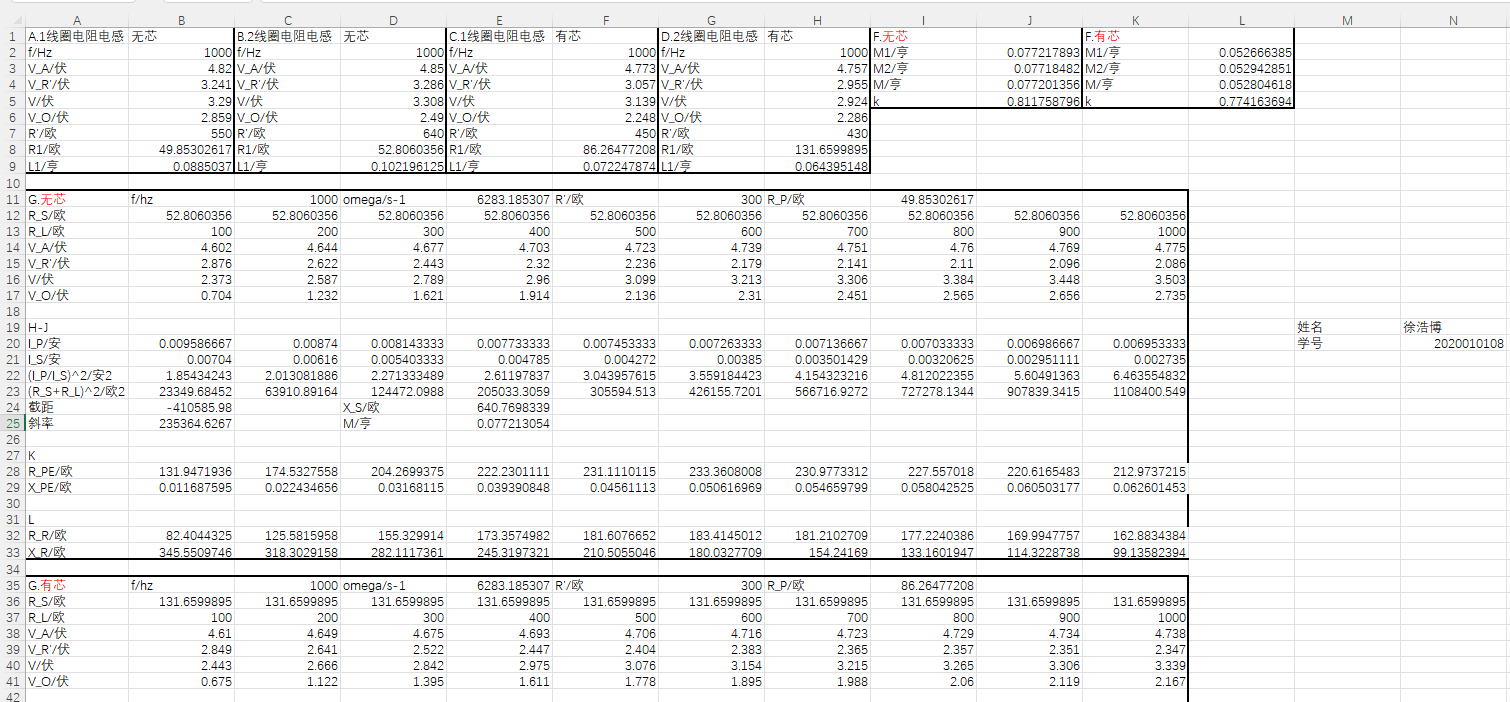 A B C D E F G H I J K L M N
1 A.1线圈电阻电感 无芯 B.2线圈电阻电感 无芯 C.1线圈电阻电感 有芯 D.2线圈电阻电感 有芯 F.无芯 F.有芯
2 f/Hz 1000 f/Hz 1000 f/Hz 1000 f/Hz 1000 M1/亨 0.077217893 M1/亨 0.052666385
3 V_A/伏 4.82 V_A/伏 4.85 V_A/伏 4.773 V_A/伏 4.757 M2/亨 0.07718482 M2/亨 0.052942851
4 V_R'/伏 3.241 V_R'/伏 3.286 V_R'/伏 3.057 V_R'/伏 2.955 M/亨 0.077201356 M/亨 0.052804618
5 V/伏 3.29 V/伏 3.308 V/伏 3.139 V/伏 2.924 k 0.811758796 k 0.774163694
6 V_O/伏 2.859 V_O/伏 2.49 V_O/伏 2.248 V_O/伏 2.286
7 R'/欧 550 R'/欧 640 R'/欧 450 R'/欧 430
8 R1/欧 49.85302617 R1/欧 52.8060356 R1/欧 86.26477208 R1/欧 131.6599895
9 L1/亨 0.0885037 L1/亨 0.102196125 L1/亨 0.072247874 L1/亨 0.064395148
10
11 G.无芯 f/hz 1000 omega/s-1 6283.185307 R'/欧 300 R_P/欧 49.85302617
12 R_S/欧 52.8060356 52.8060356 52.8060356 52.8060356 52.8060356 52.8060356 52.8060356 52.8060356 52.8060356 52.8060356
13 R_L/欧 100 200 300 400 500 600 700 800 900 1000
14 V_A/伏 4.602 4.644 4.677 4.703 4.723 4.739 4.751 4.76 4.769 4.775
15 V_R'/伏 2.876 2.622 2.443 2.32 2.236 2.179 2.141 2.11 2.096 2.086
16 V/伏 2.373 2.587 2.789 2.96 3.099 3.213 3.306 3.384 3.448 3.503
17 V_O/伏 0.704 1.232 1.621 1.914 2.136 2.31 2.451 2.565 2.656 2.735
18
19 H-J 姓名 徐浩博
20 I_P/安 0.009586667 0.00874 0.008143333 0.007733333 0.007453333 0.007263333 0.007136667 0.007033333 0.006986667 0.006953333 学号 2020010108
21 I_S/安 0.00704 0.00616 0.005403333 0.004785 0.004272 0.00385 0.003501429 0.00320625 0.002951111 0.002735
22 (I_P/I_S)^2/安2 1.85434243 2.013081886 2.271333489 2.61197837 3.043957615 3.559184423 4.154323216 4.812022355 5.60491363 6.463554832
23 (R_S+R_L)^2/欧2 23349.68452 63910.89164 124472.0988 205033.3059 305594.513 426155.7201 566716.9272 727278.1344 907839.3415 1108400.549
24 截距 -410585.98 X_S/欧 640.7698339
25 斜率 235364.6267 M/亨 0.077213054
26
27 K
28 R_PE/欧 131.9471936 174.5327558 204.2699375 222.2301111 231.1110115 233.3608008 230.9773312 227.557018 220.6165483 212.9737215
29 X_PE/欧 0.011687595 0.022434656 0.03168115 0.039390848 0.04561113 0.050616969 0.054659799 0.058042525 0.060503177 0.062601453
30
31 L
32 R_R/欧 82.4044325 125.5815958 155.329914 173.3574982 181.6076652 183.4145012 181.2102709 177.2240386 169.9947757 162.8834384
33 X_R/欧 345.5509746 318.3029158 282.1117361 245.3197321 210.5055046 180.0327709 154.24169 133.1601947 114.3228738 99.13582394
34
35 G.有芯 f/hz 1000 omega/s-1 6283.185307 R'/欧 300 R_P/欧 86.26477208
36 R_S/欧 131.6599895 131.6599895 131.6599895 131.6599895 131.6599895 131.6599895 131.6599895 131.6599895 131.6599895 131.6599895
37 R_L/欧 100 200 300 400 500 600 700 800 900 1000
38 V_A/伏 4.61 4.649 4.675 4.693 4.706 4.716 4.723 4.729 4.734 4.738
39 V_R'/伏 2.849 2.641 2.522 2.447 2.404 2.383 2.365 2.357 2.351 2.347
40 V/伏 2.443 2.666 2.842 2.975 3.076 3.154 3.215 3.265 3.306 3.339
41 V_O/伏 0.675 1.122 1.395 1.611 1.778 1.895 1.988 2.06 2.119 2.167
42